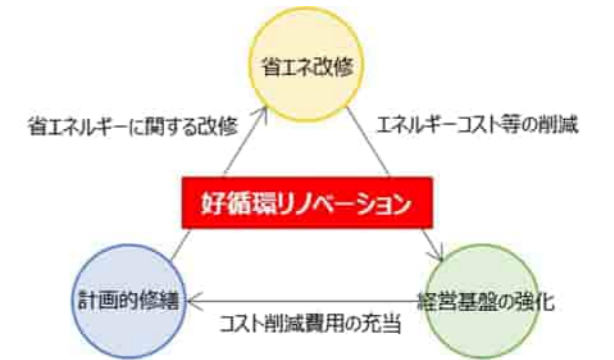 省エネ改修
省エネルギーに関する改修
エネルギーコスト等の削減
好循環リノベーション
計画的修繕
経営基盤の強化
コスト削減費用の充当